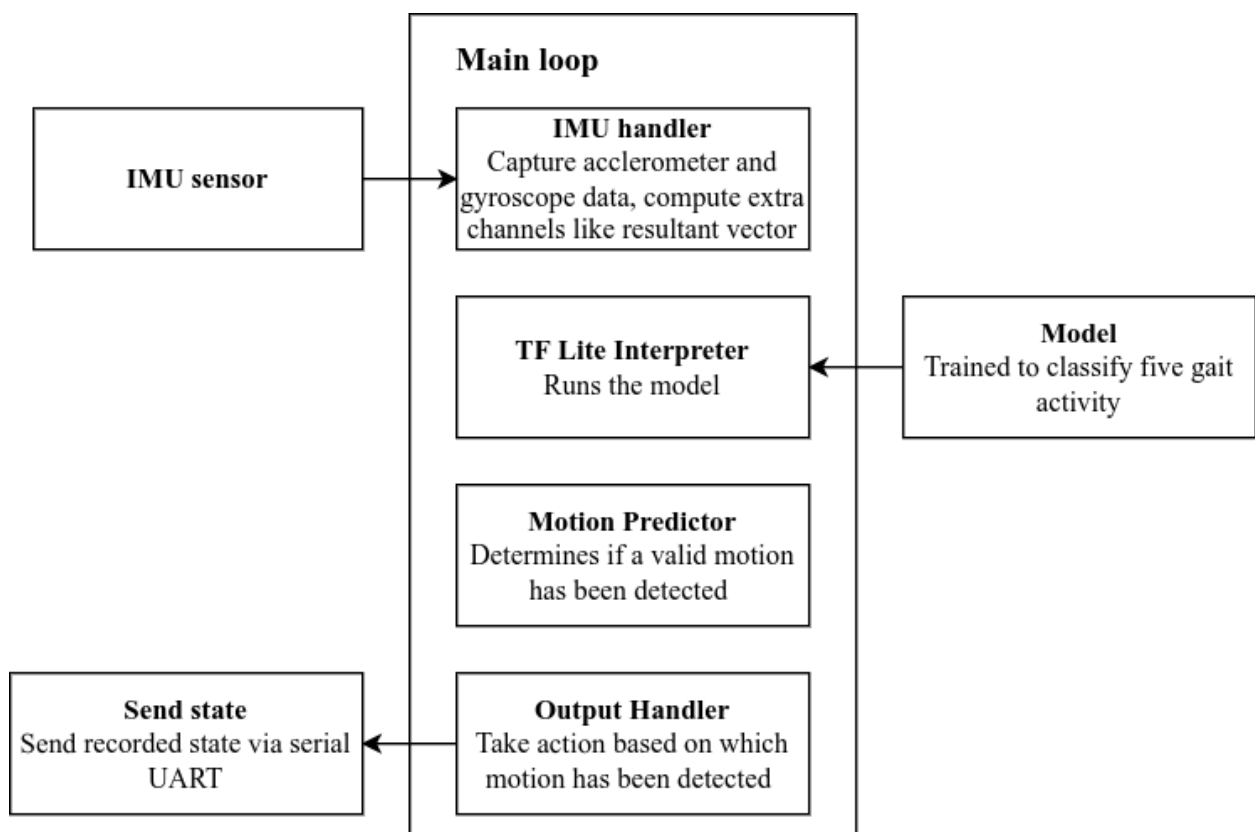 Main loop
IMU sensor
IMU handler
Capture acclerometer and
gyroscope data, compute extra
channels like resultant vector
TF Lite Interpreter
Runs the model
Model
Trained to classify five gait
activity
Motion Predictor
Determines if a valid motion
has been detected
Send state
Send recorded state via serial
UART
Output Handler
Take action based on which
motion has been detected